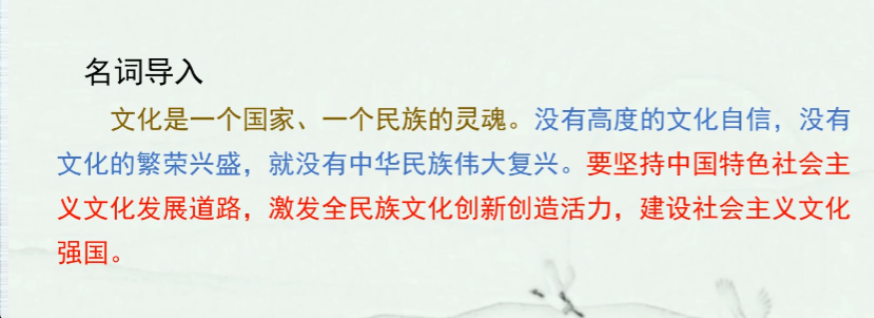 名词导入
文化是一个国家、一个民族的灵魂。没有高度的文化自信，没有
文化的繁荣兴盛，就没有中华民族伟大复兴。要坚持中国特色社会主
义文化发展道路，激发全民族文化创新创造活力，建设社会主义文化
强国。